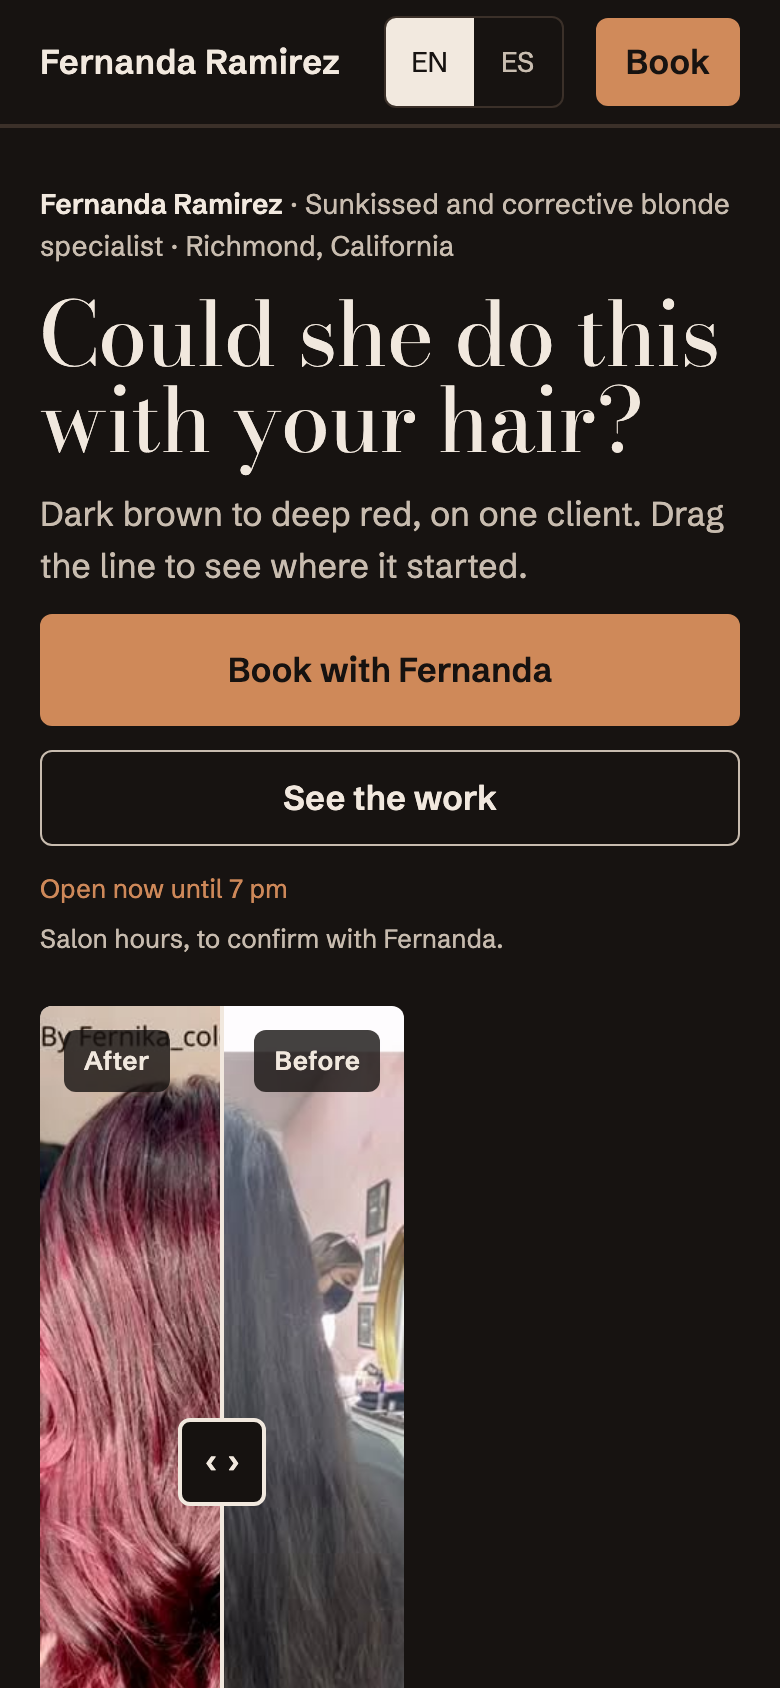 Fernanda Ramirez
EN
ES
Book
Fernanda Ramirez · Sunkissed and corrective blonde
specialist · Richmond, California
Could she do this
with your hair?
Dark brown to deep red, on one client. Drag
the line to see where it started.
Book with Fernanda
See the work
Open now until 7 pm
Salon hours, to confirm with Fernanda.
By Fernika_col
After
Before